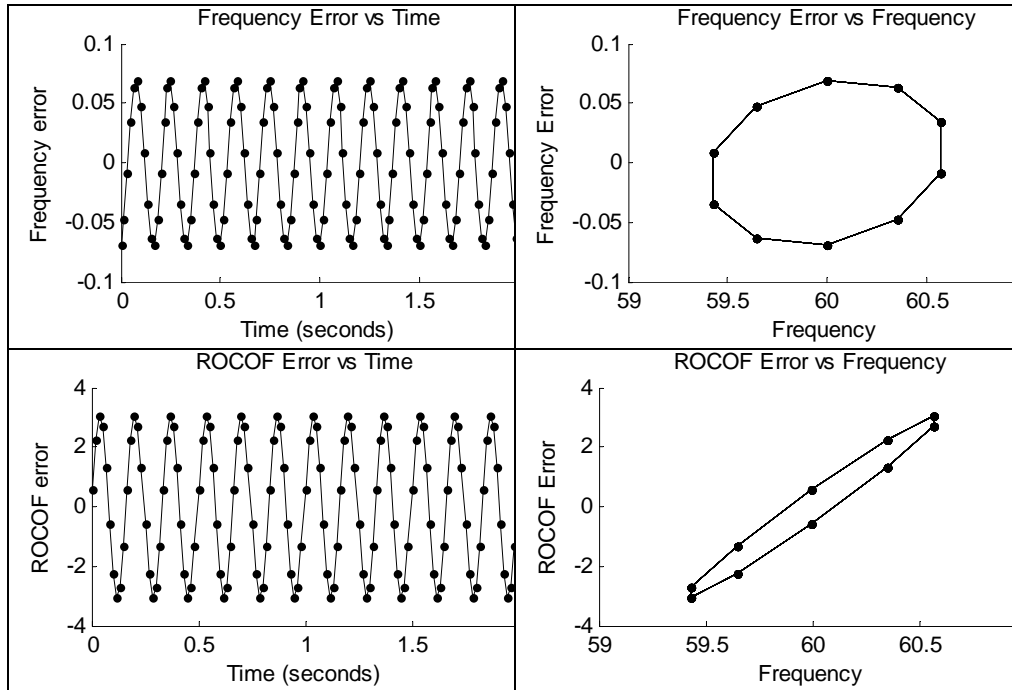 Frequency Error vs Time
0.1
0.05
0
-0.05
-0.1
Frequency error
0 0.5 1 1.5
Time (seconds)
Frequency Error vs Frequency
0.1
0.05
0
-0.05
-0.1
Frequency Error
59 59.5 60 60.5
Frequency
ROCOF Error vs Time
4
2
0
-2
-4
ROCOF error
0 0.5 1 1.5
Time (seconds)
ROCOF Error vs Frequency
4
2
0
-2
-4
ROCOF Error
59 59.5 60 60.5
Frequency